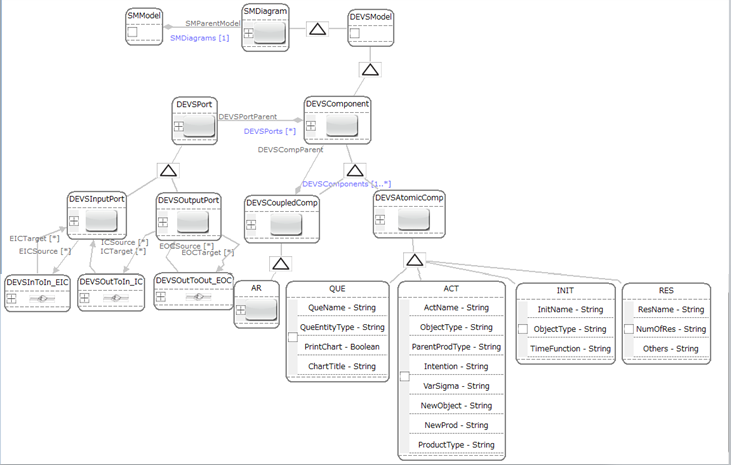 SMModel
SMDiagram
DEVSModel
SMParentModel
SMDiagrams [1]
DEVSPort
DEVSComponent
DEVSPortParent
DEVSPorts [*]
DEVSCompParent
DEVSComponents [1..*]
DEVSInputPort
DEVSOutputPort
DEVSCoupledComp
DEVSAtomicComp
EICTarget [*]
EICSource [*]
ICSource [*]
ICTarget [*]
EOCSource [*]
EOCTarget [*]
DEVSInToIn_EIC
DEVSOutToIn_IC
DEVSOutToOut_EOC
AR
QUE
QueName - String
QueEntityType - String
PrintChart - Boolean
ChartTitle - String
ACT
ActName - String
ObjectType - String
ParentProdType - String
Intention - String
VarSigma - String
NewObject - String
NewProd - String
ProductType - String
INIT
InitName - String
ObjectType - String
TimeFunction - String
RES
ResName - String
NumOfRes - String
Others - String